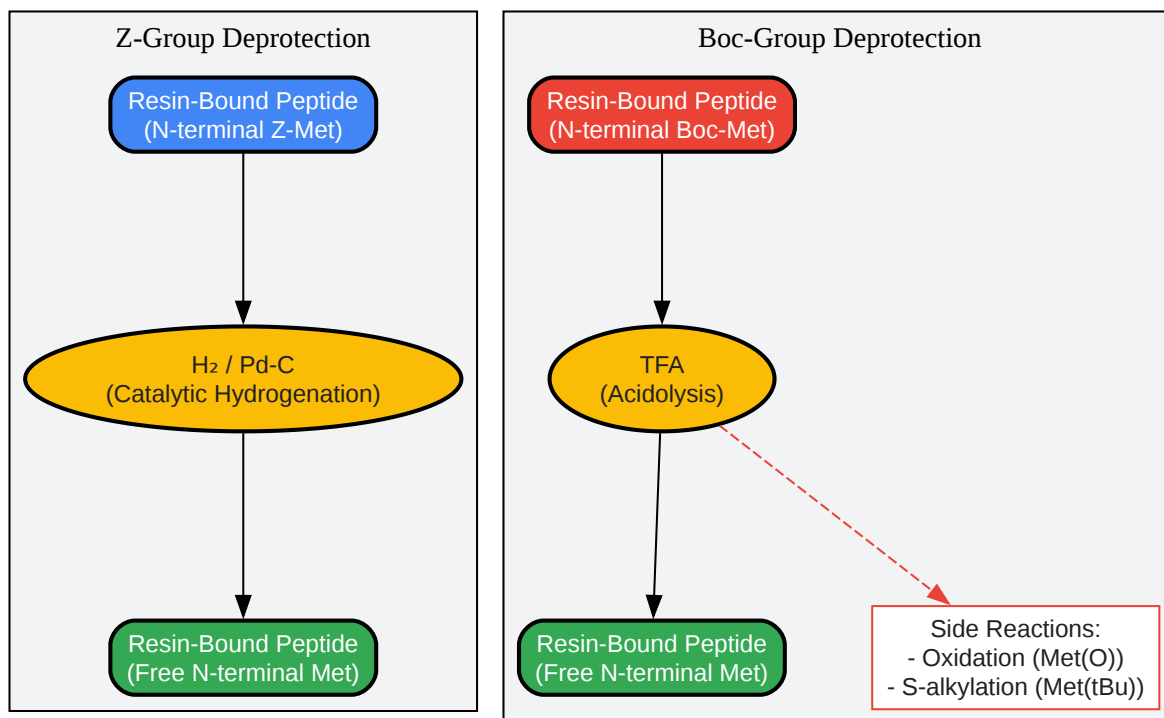 Z-Group Deprotection
Resin-Bound Peptide
(N-terminal Z-Met)
H₂ / Pd-C
(Catalytic Hydrogenation)
Resin-Bound Peptide
(Free N-terminal Met)
Boc-Group Deprotection
Resin-Bound Peptide
(N-terminal Boc-Met)
TFA
(Acidolysis)
Resin-Bound Peptide
(Free N-terminal Met)
Side Reactions:
- Oxidation (Met(O))
- S-alkylation (Met(tBu))